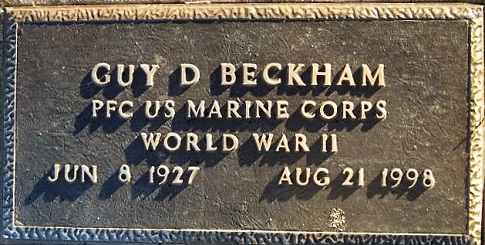 GUY D BECKHAM
PFC US MARINE CORPS
WORLD WAR II
JUN 8 1927 AUG 21 1998